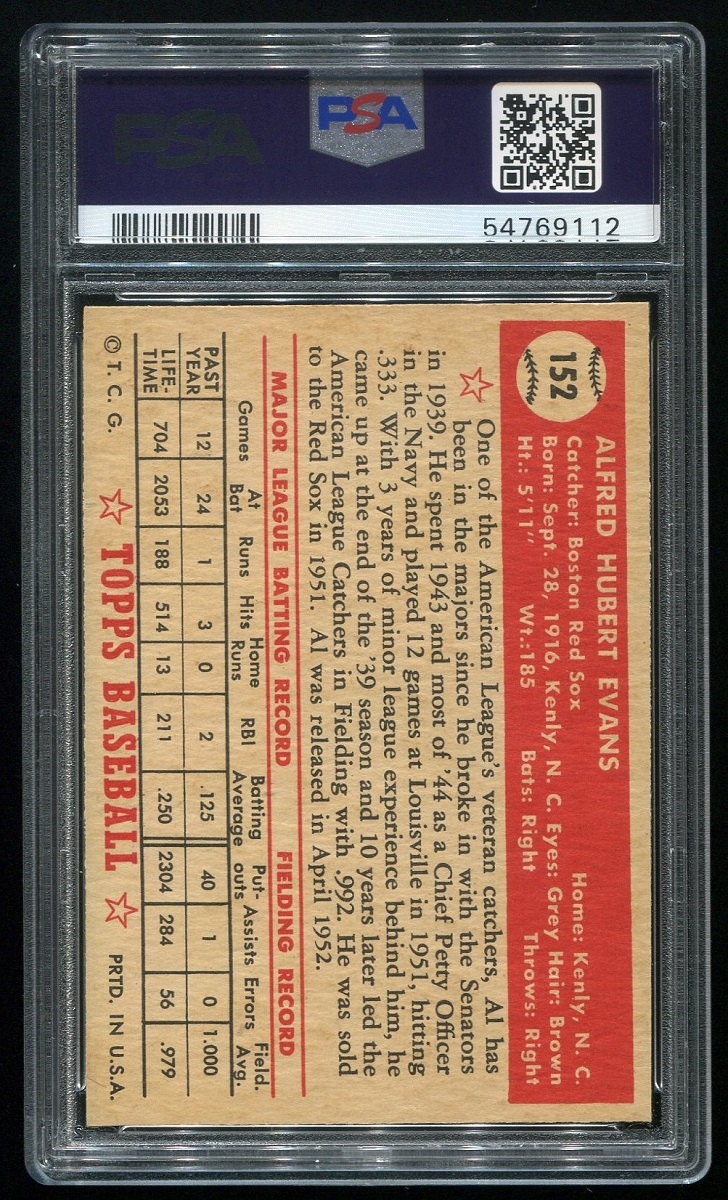 PSA
PSA
54769112
152
ALFRED HUBERT EVANS
Catcher: Boston Red Sox Home: Kenly, N. C.
Born: Sept. 28, 1916, Kenly, N. C. Eyes: Grey Hair: Brown
Ht.: 5'11" Wt.:185 Bats: Right Throws: Right
One of the American League's veteran catchers, Al has
been in the majors since he broke in with the Senators
in 1939. He spent 1943 and most of '44 as a Chief Petty Officer
in the Navy and played 12 games at Louisville in 1951, hitting
.333. With 3 years of minor league experience behind him, he
came up at the end of the '39 season and 10 years later led the
American League Catchers in Fielding with .992. He was sold
to the Red Sox in 1951. Al was released in April 1952.
MAJOR LEAGUE BATTING RECORD FIELDING RECORD
Games At Bat Runs Hits Home Runs RBI Batting Average Put-outs Assists Errors Field. Avg.
PAST YEAR 12 24 1 3 0 2 .125 40 1 0 1.000
LIFE-TIME 704 2053 188 514 13 211 .250 2304 284 56 .979
© T. C. G. TOPPS BASEBALL PRTD. IN U.S.A.